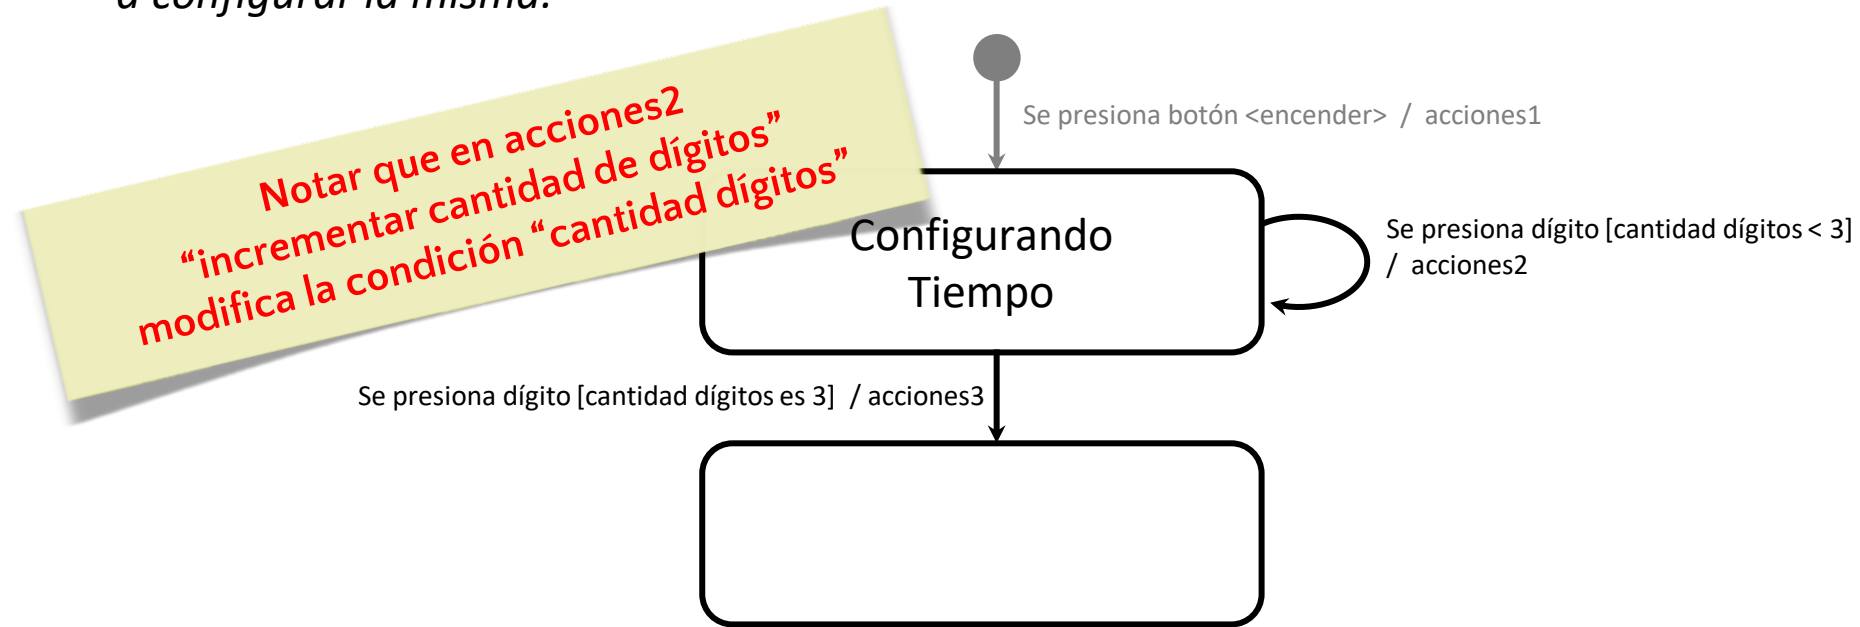 a configurar la misma.
Notar que en acciones2
“incrementar cantidad de dígitos”
modifica la condición “cantidad dígitos”
Se presiona botón <encender> / acciones1
Configurando
Tiempo
Se presiona dígito [cantidad dígitos < 3]
/ acciones2
Se presiona dígito [cantidad dígitos es 3] / acciones3